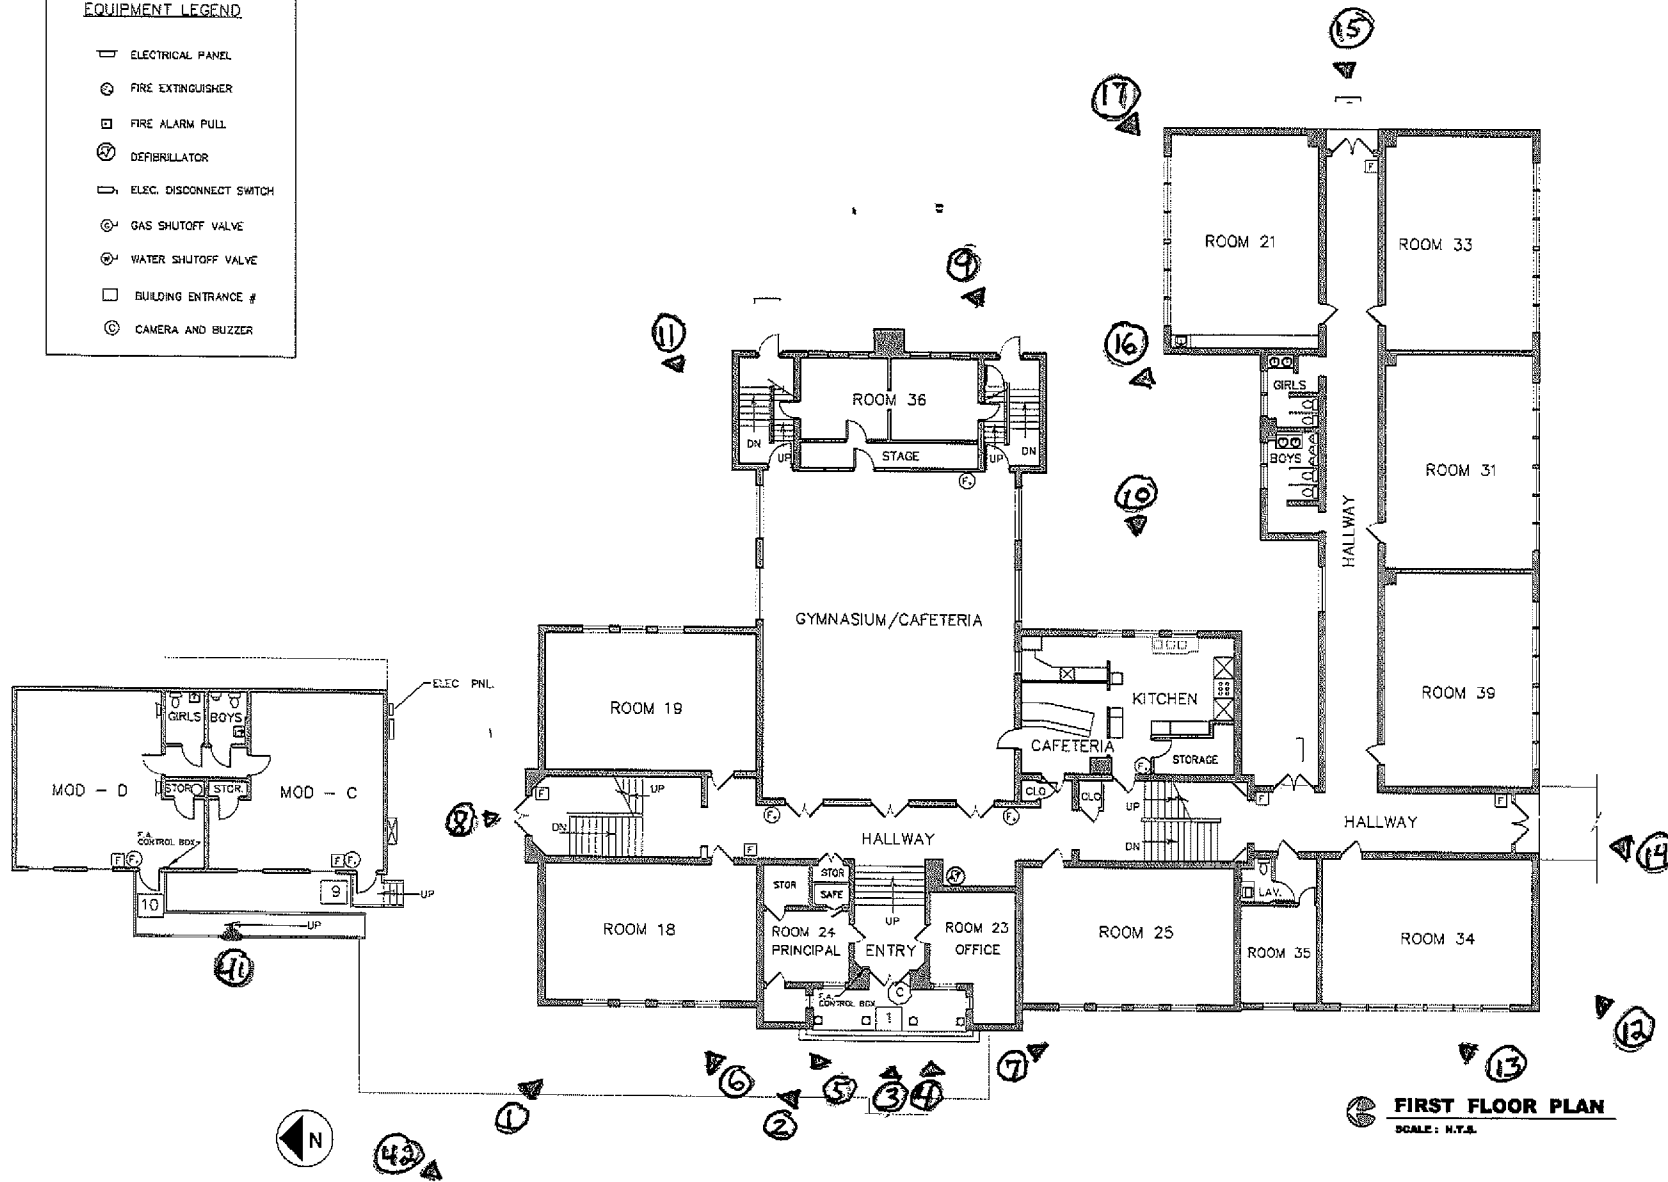 EQUIPMENT LEGEND
ELECTRICAL PANEL
FIRE EXTINGUISHER
FIRE ALARM PULL
DEFIBRILLATOR
ELEC. DISCONNECT SWITCH
GAS SHUTOFF VALVE
WATER SHUTOFF VALVE
BUILDING ENTRANCE #
C CAMERA AND BUZZER
15
17
F
ROOM 21
ROOM 33
9
11
16
ROOM 36
GIRLS
DN
UP
STAGE
UP
DN
BOYS
ROOM 31
F.
10
HALLWAY
GYMNASIUM/CAFETERIA
ELEC PNL.
GIRLS
BOYS
ROOM 19
KITCHEN
ROOM 39
CAFETERIA
STORAGE
F.
MOD - D
STOR
STOR.
MOD - C
F
UP
CLO
CLO
UP
F
F
8
DN
F.
F.
HALLWAY
HALLWAY
DN
F.A.
CONTROL BOX
F
F.
F
F.
F
14
10
9
UP
UP
STOR
STOR
SAFE
UP
LAV.
41
ROOM 18
ROOM 24
PRINCIPAL
ENTRY
ROOM 23
OFFICE
ROOM 25
ROOM 35
ROOM 34
F.A.
CONTROL BOX
C
1
12
7
13
6
5
3
4
1
2
N
42
FIRST FLOOR PLAN
SCALE: N.T.S.